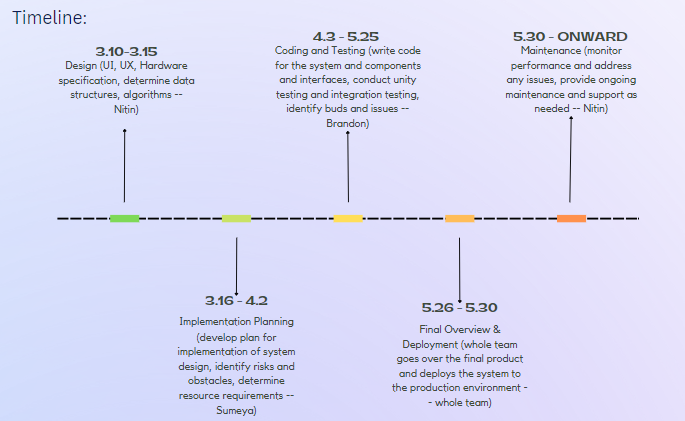 Timeline:
3.10-3.15
Design (UI, UX, Hardware
specification, determine data
structures, algorithms --
Nitin)
3.16 - 4.2
Implementation Planning
(develop plan for
implementation of system
design, identify risks and
obstacles, determine
resource requirements --
Sumeya)
4.3 - 5.25
Coding and Testing (write code
for the system and components
and interfaces, conduct unity
testing and integration testing,
identify buds and issues --
Brandon)
5.26 - 5.30
Final Overview &
Deployment (whole team
goes over the final product
and deploys the system to
the production environment -
- whole team)
5.30 - ONWARD
Maintenance (monitor
performance and address
any issues, provide ongoing
maintenance and support as
needed -- Nitin)